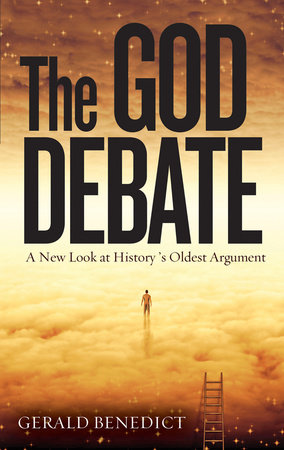 The GOD
DEBATE
A New Look at History's Oldest Argument
GERALD BENEDICT